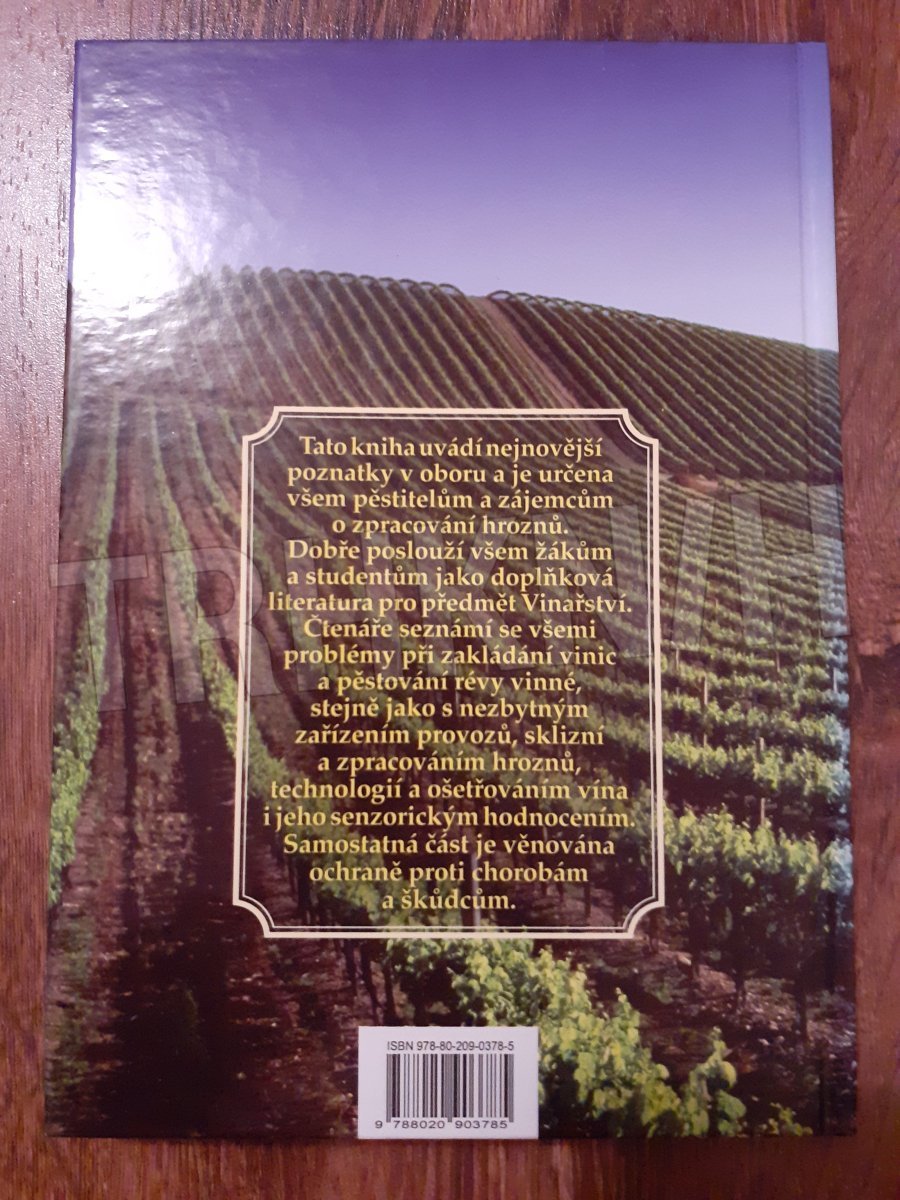 Tato kniha uvádí nejnovější
poznatky v oboru a je určena
všem pěstitelům a zájemcům
o zpracování hroznů.
Dobře poslouží všem žákům
a studentům jako doplňková
literatura pro předmět Vinařství.
Čtenáře seznámí se všemi
problémy při zakládání vinic
a pěstování révy vinné,
stejně jako s nezbytným
zařízením provozů, sklizní
a zpracováním hroznů,
technologií a ošetřováním vína
i jeho senzorickým hodnocením.
Samostatná část je věnována
ochraně proti chorobám
a škůdcům.
ISBN 978-80-209-0378-5
9 788020 903785